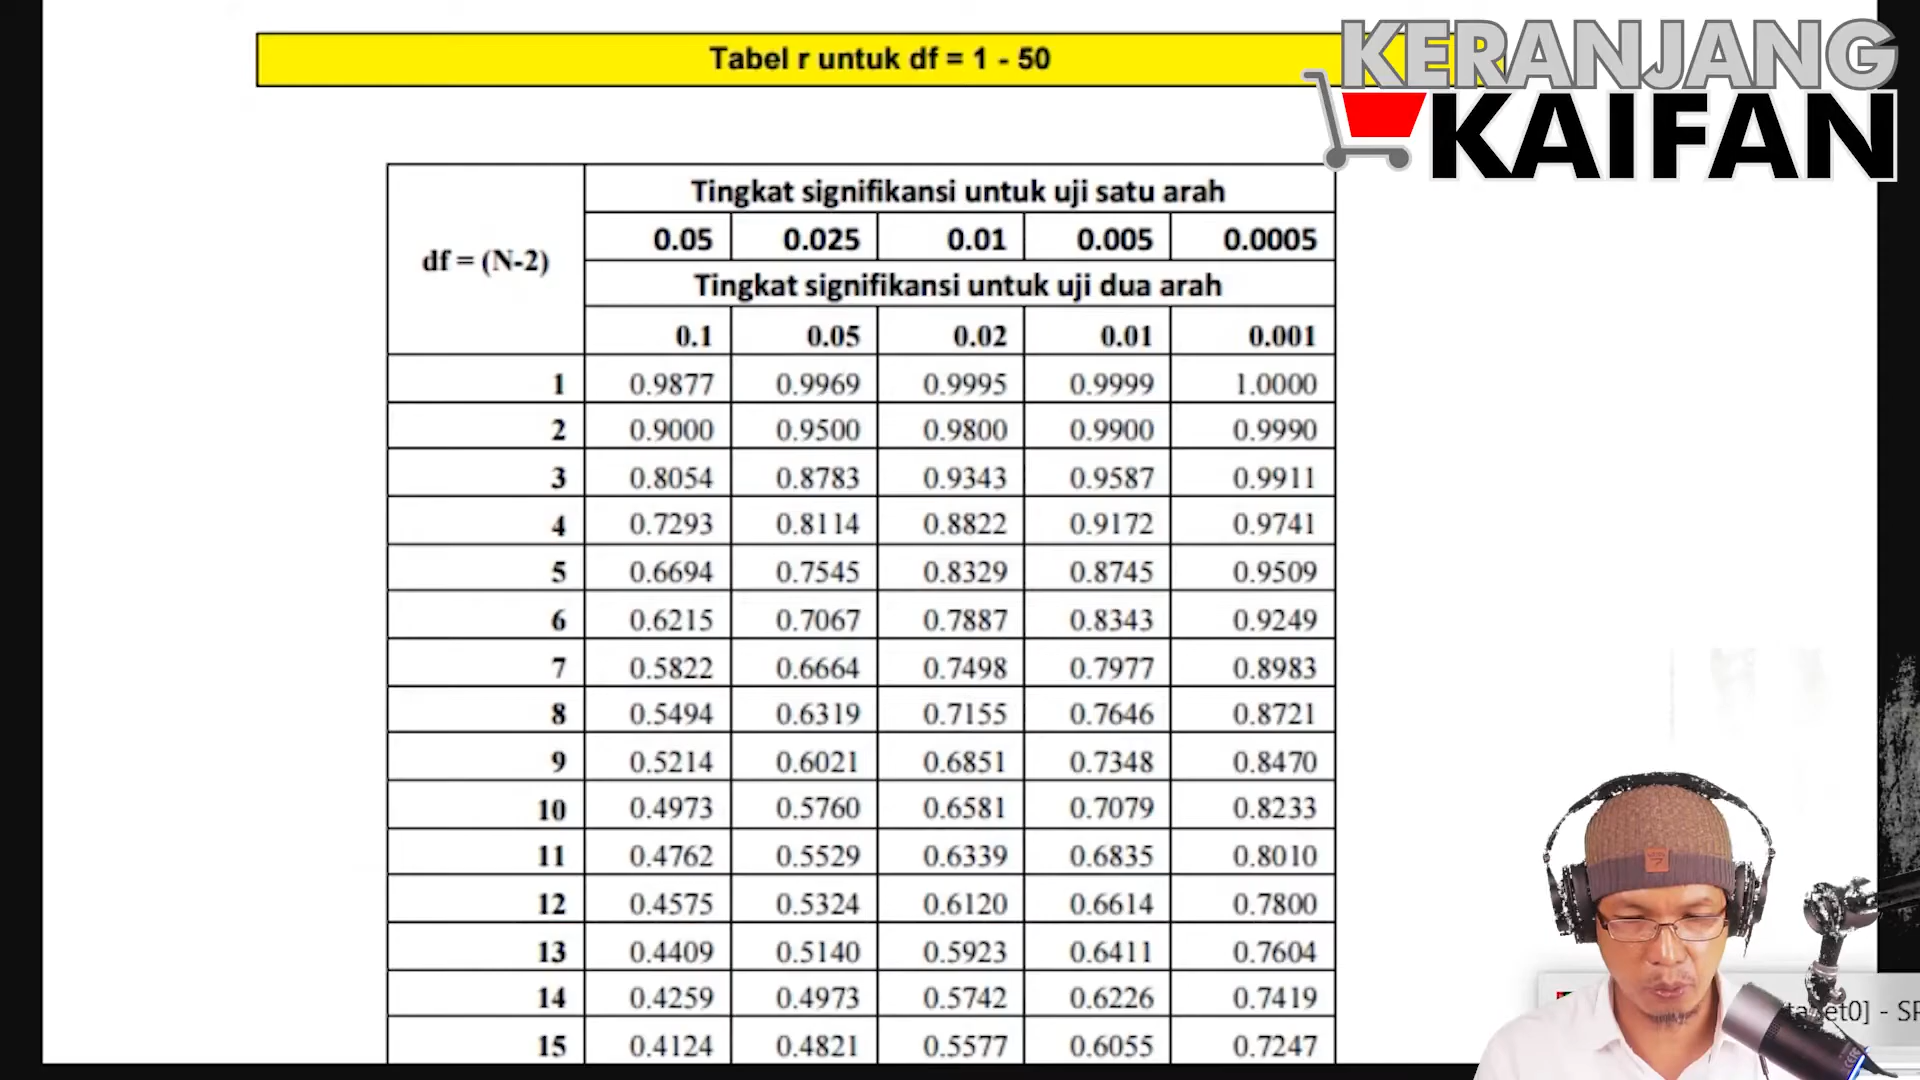 Tabel r untuk df = 1 - 50
KERANJANG
KAIFAN
df = (N-2)
Tingkat signifikansi untuk uji satu arah
0.05 0.025 0.01 0.005 0.0005
Tingkat signifikansi untuk uji dua arah
0.1 0.05 0.02 0.01 0.001
1 0.9877 0.9969 0.9995 0.9999 1.0000
2 0.9000 0.9500 0.9800 0.9900 0.9990
3 0.8054 0.8783 0.9343 0.9587 0.9911
4 0.7293 0.8114 0.8822 0.9172 0.9741
5 0.6694 0.7545 0.8329 0.8745 0.9509
6 0.6215 0.7067 0.7887 0.8343 0.9249
7 0.5822 0.6664 0.7498 0.7977 0.8983
8 0.5494 0.6319 0.7155 0.7646 0.8721
9 0.5214 0.6021 0.6851 0.7348 0.8470
10 0.4973 0.5760 0.6581 0.7079 0.8233
11 0.4762 0.5529 0.6339 0.6835 0.8010
12 0.4575 0.5324 0.6120 0.6614 0.7800
13 0.4409 0.5140 0.5923 0.6411 0.7604
14 0.4259 0.4973 0.5742 0.6226 0.7419
15 0.4124 0.4821 0.5577 0.6055 0.7247